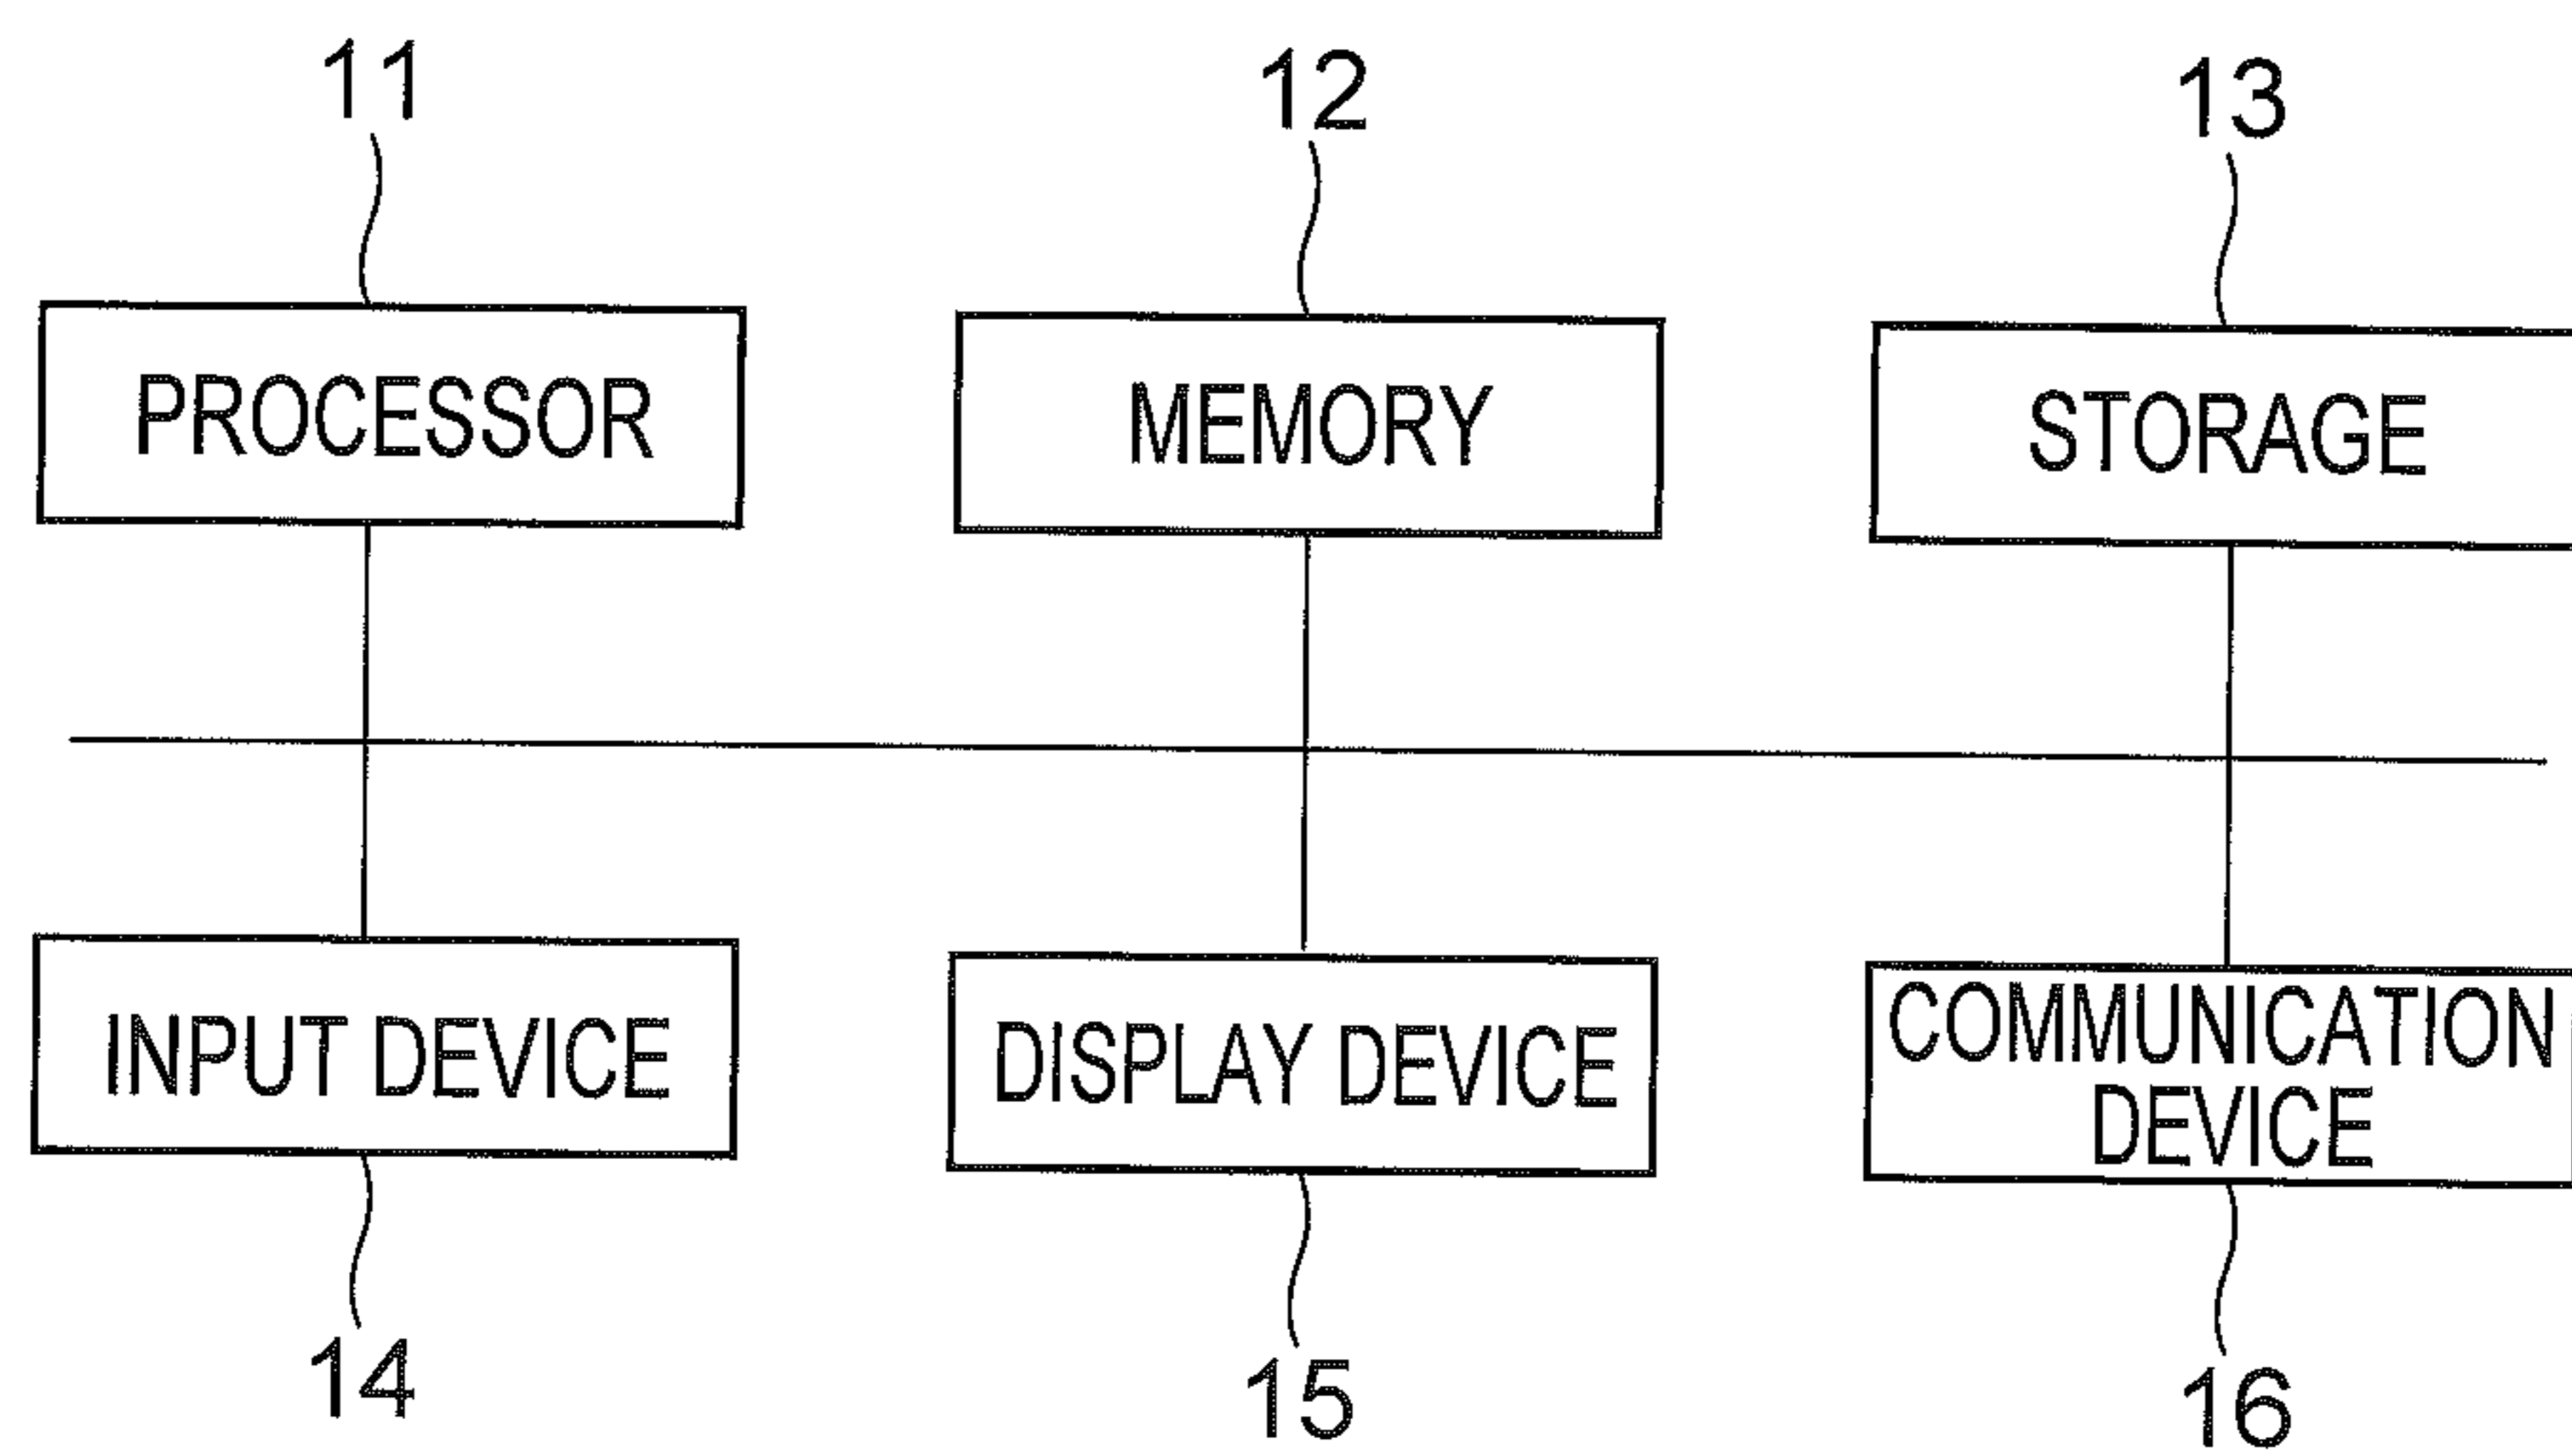 11
12
13
PROCESSOR
MEMORY
STORAGE
INPUT DEVICE
DISPLAY DEVICE
COMMUNICATION
DEVICE
14
15
16